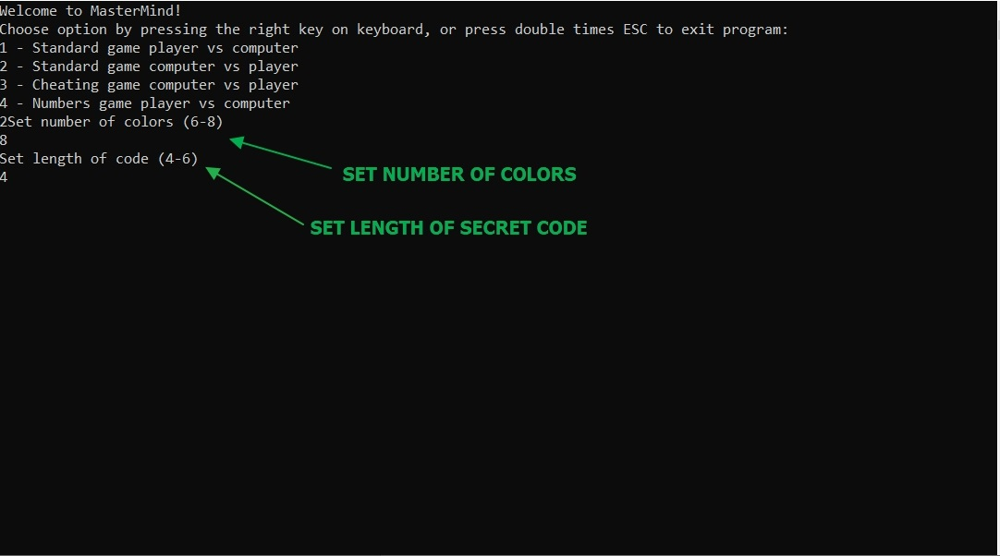 Welcome to MasterMind!
Choose option by pressing the right key on keyboard, or press double times ESC to exit program:
1 - Standard game player vs computer
2 - Standard game computer vs player
3 - Cheating game computer vs player
4 - Numbers game player vs computer
2Set number of colors (6-8)
8
Set length of code (4-6)
4
SET NUMBER OF COLORS
SET LENGTH OF SECRET CODE